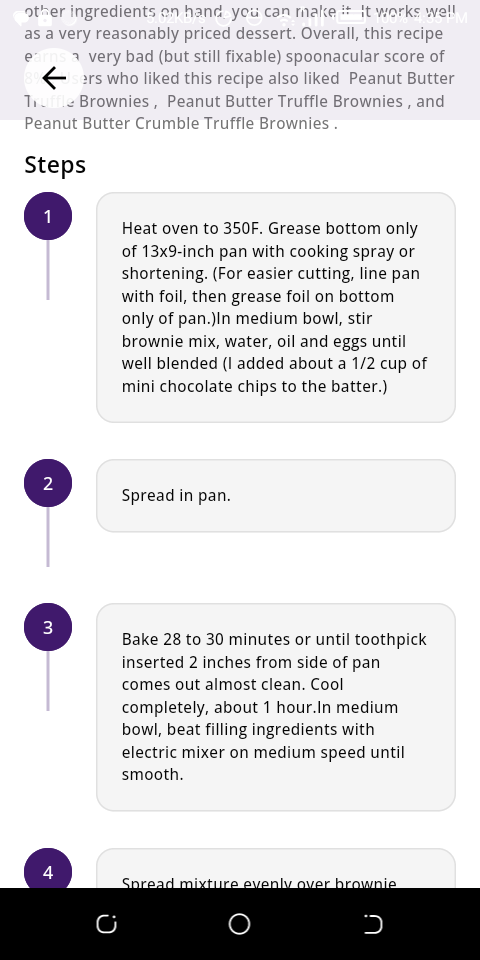 other ingredients on hand, you can make it. It works well
as a very reasonably priced dessert. Overall, this recipe
earns a  very bad (but still fixable) spoonacular score of
8% users who liked this recipe also liked  Peanut Butter
Truffle Brownies ,  Peanut Butter Truffle Brownies , and
Peanut Butter Crumble Truffle Brownies .
Steps
1
Heat oven to 350F. Grease bottom only
of 13x9-inch pan with cooking spray or
shortening. (For easier cutting, line pan
with foil, then grease foil on bottom
only of pan.)In medium bowl, stir
brownie mix, water, oil and eggs until
well blended (I added about a 1/2 cup of
mini chocolate chips to the batter.)
2
Spread in pan.
3
Bake 28 to 30 minutes or until toothpick
inserted 2 inches from side of pan
comes out almost clean. Cool
completely, about 1 hour.In medium
bowl, beat filling ingredients with
electric mixer on medium speed until
smooth.
4
Spread mixture evenly over brownie